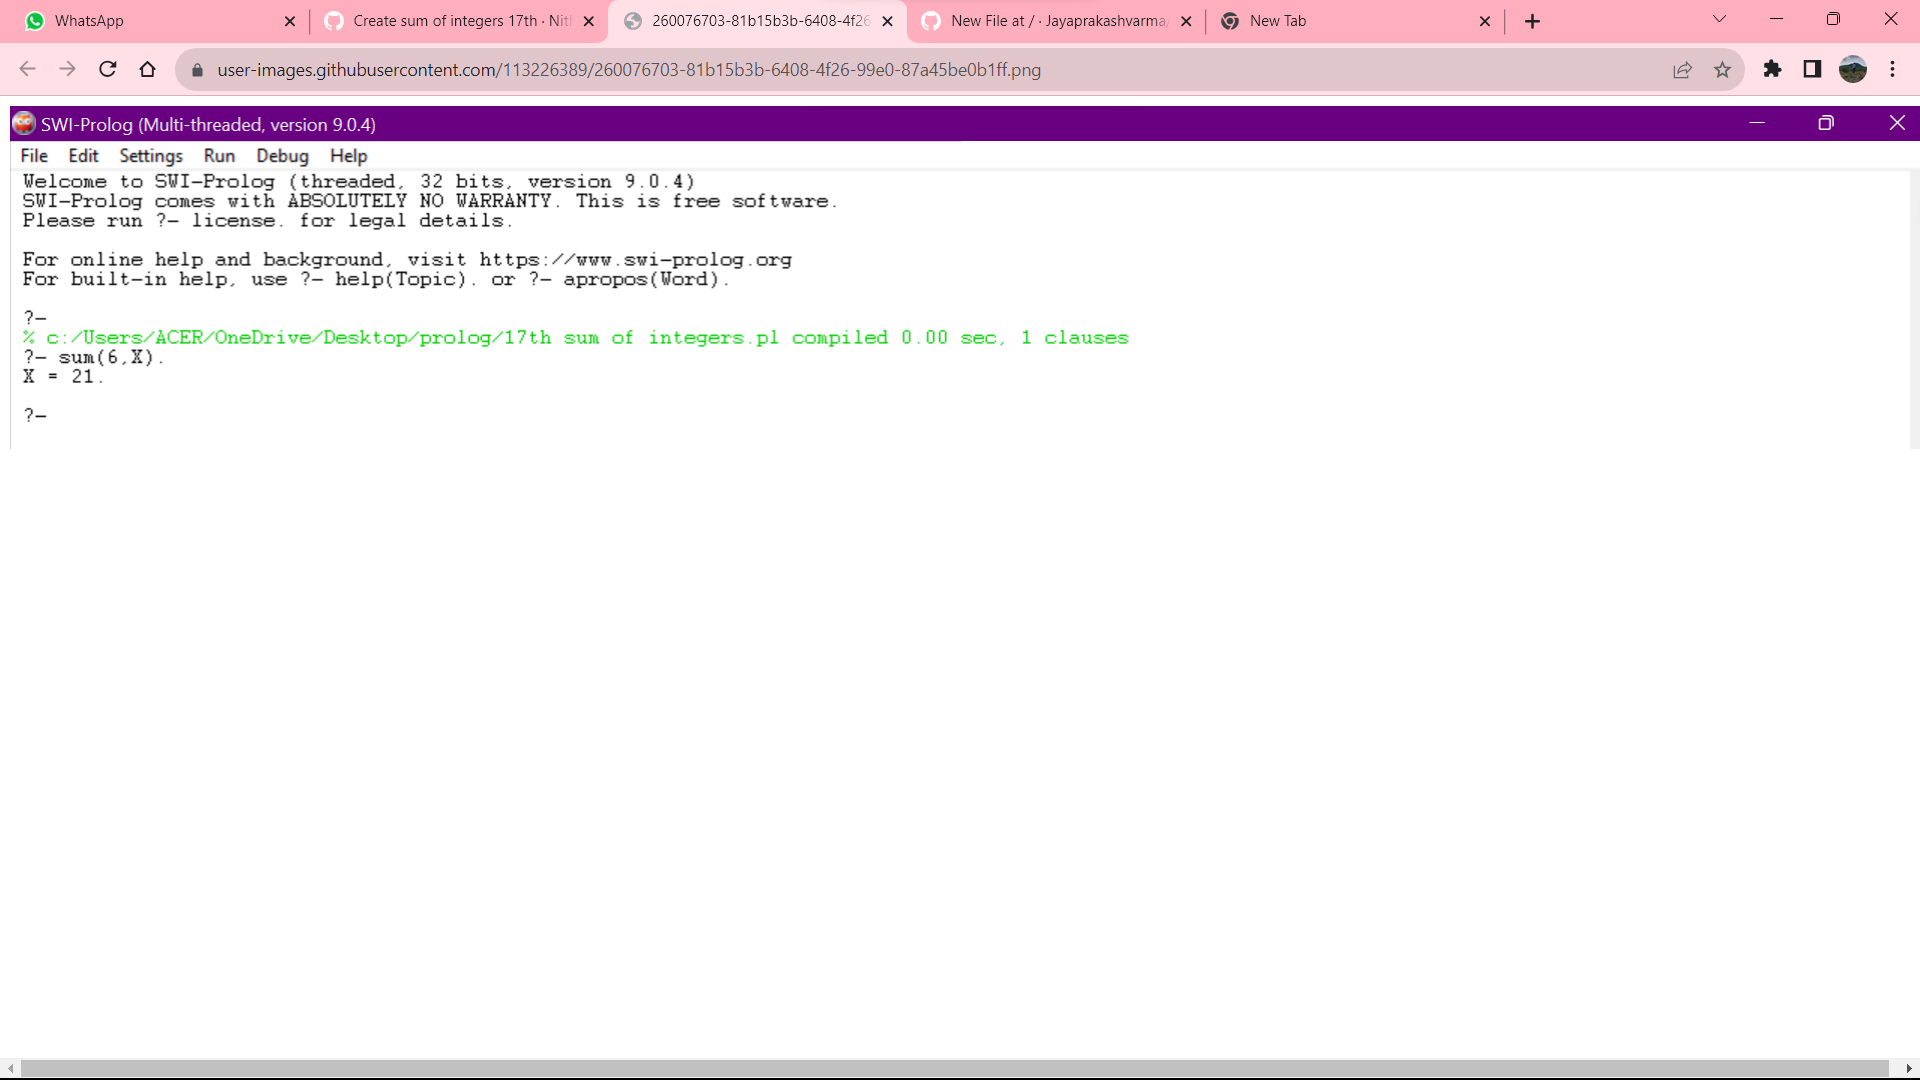 WhatsApp
Create sum of integers 17th · Nit
260076703-81b15b3b-6408-4f26
New File at / · Jayaprakashvarma
New Tab
user-images.githubusercontent.com/113226389/260076703-81b15b3b-6408-4f26-99e0-87a45be0b1ff.png
SWI-Prolog (Multi-threaded, version 9.0.4)
File Edit Settings Run Debug Help
Welcome to SWI-Prolog (threaded, 32 bits, version 9.0.4)
SWI-Prolog comes with ABSOLUTELY NO WARRANTY. This is free software.
Please run ?- license. for legal details.
For online help and background, visit https://www.swi-prolog.org
For built-in help, use ?- help(Topic). or ?- apropos(Word).
?-
% c:/Users/ACER/OneDrive/Desktop/prolog/17th sum of integers.pl compiled 0.00 sec, 1 clauses
?- sum(6,X).
X = 21.
?-